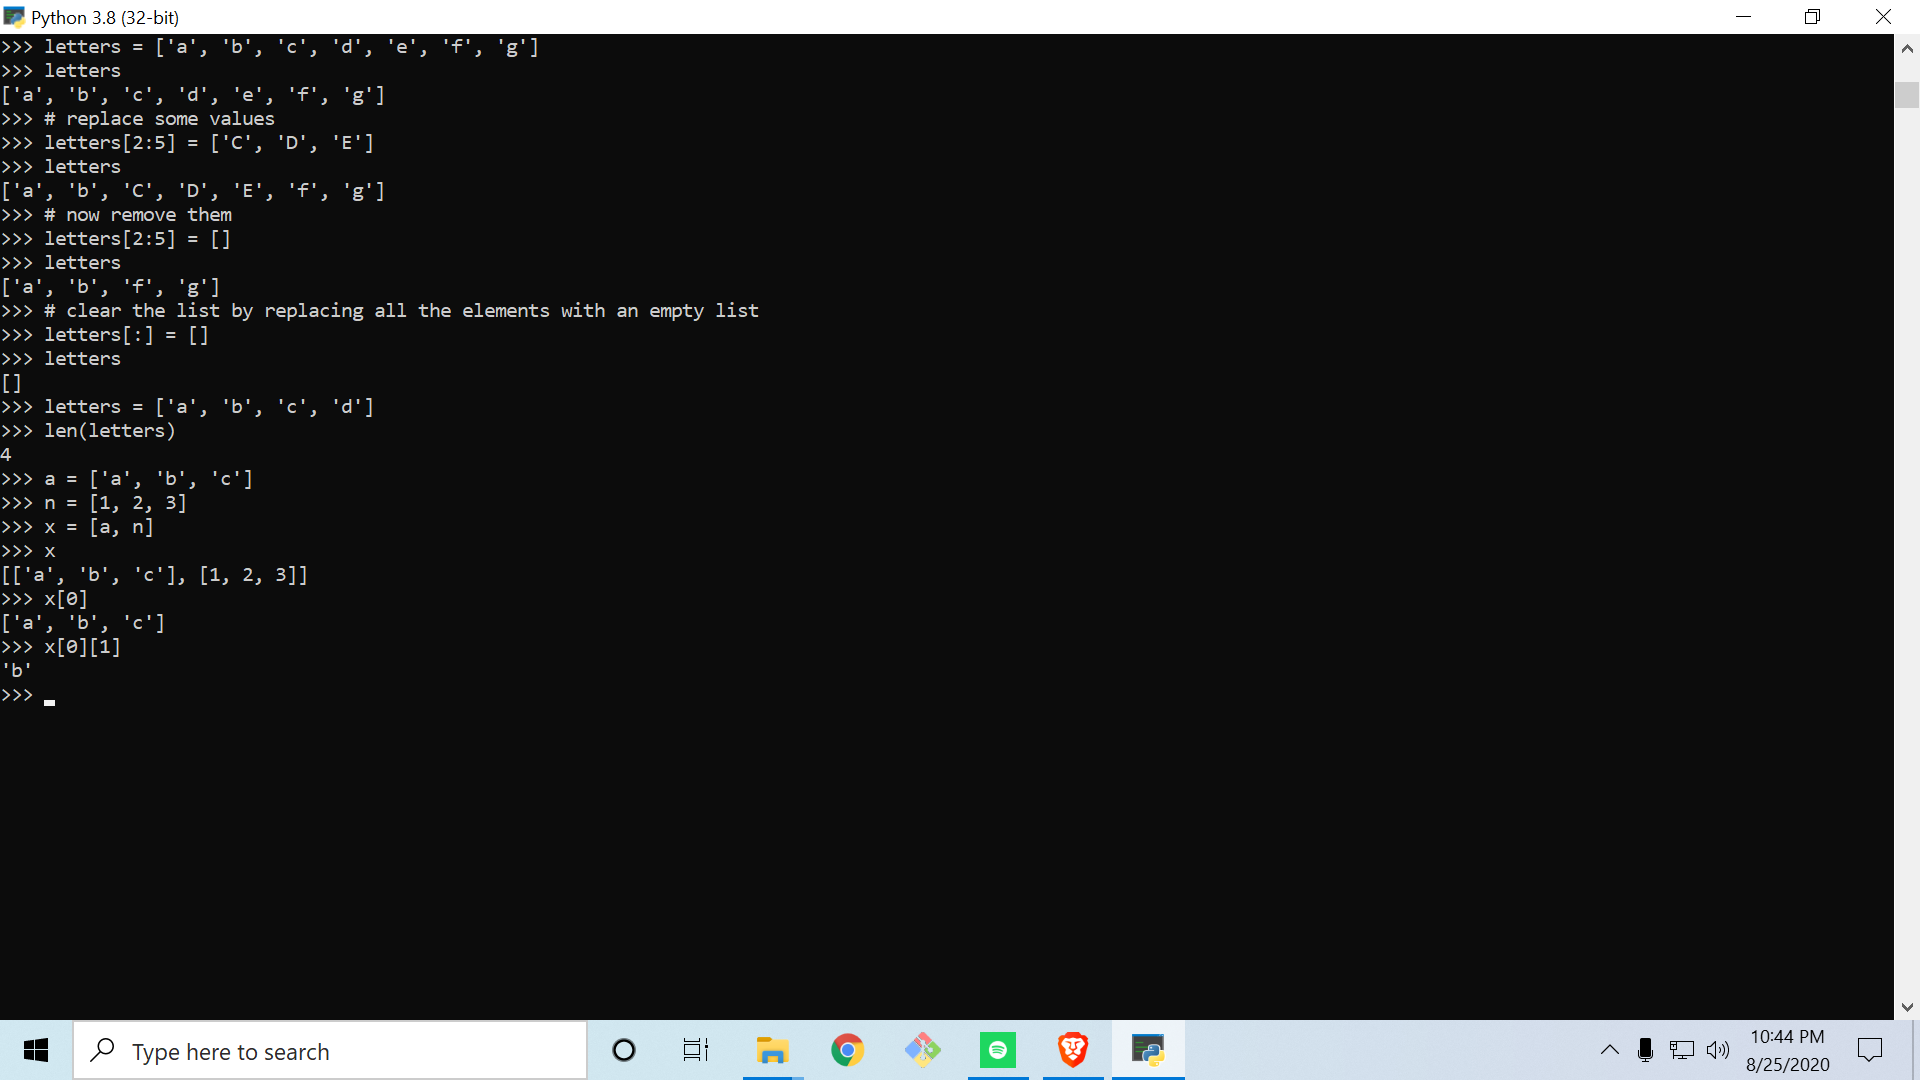 Python 3.8 (32-bit)
>>> letters = ['a', 'b', 'c', 'd', 'e', 'f', 'g']
>>> letters
['a', 'b', 'c', 'd', 'e', 'f', 'g']
>>> # replace some values
>>> letters[2:5] = ['C', 'D', 'E']
>>> letters
['a', 'b', 'C', 'D', 'E', 'f', 'g']
>>> # now remove them
>>> letters[2:5] = []
>>> letters
['a', 'b', 'f', 'g']
>>> # clear the list by replacing all the elements with an empty list
>>> letters[:] = []
>>> letters
[]
>>> letters = ['a', 'b', 'c', 'd']
>>> len(letters)
4
>>> a = ['a', 'b', 'c']
>>> n = [1, 2, 3]
>>> x = [a, n]
>>> x
[['a', 'b', 'c'], [1, 2, 3]]
>>> x[0]
['a', 'b', 'c']
>>> x[0][1]
'b'
>>>
Type here to search
10:44 PM
8/25/2020